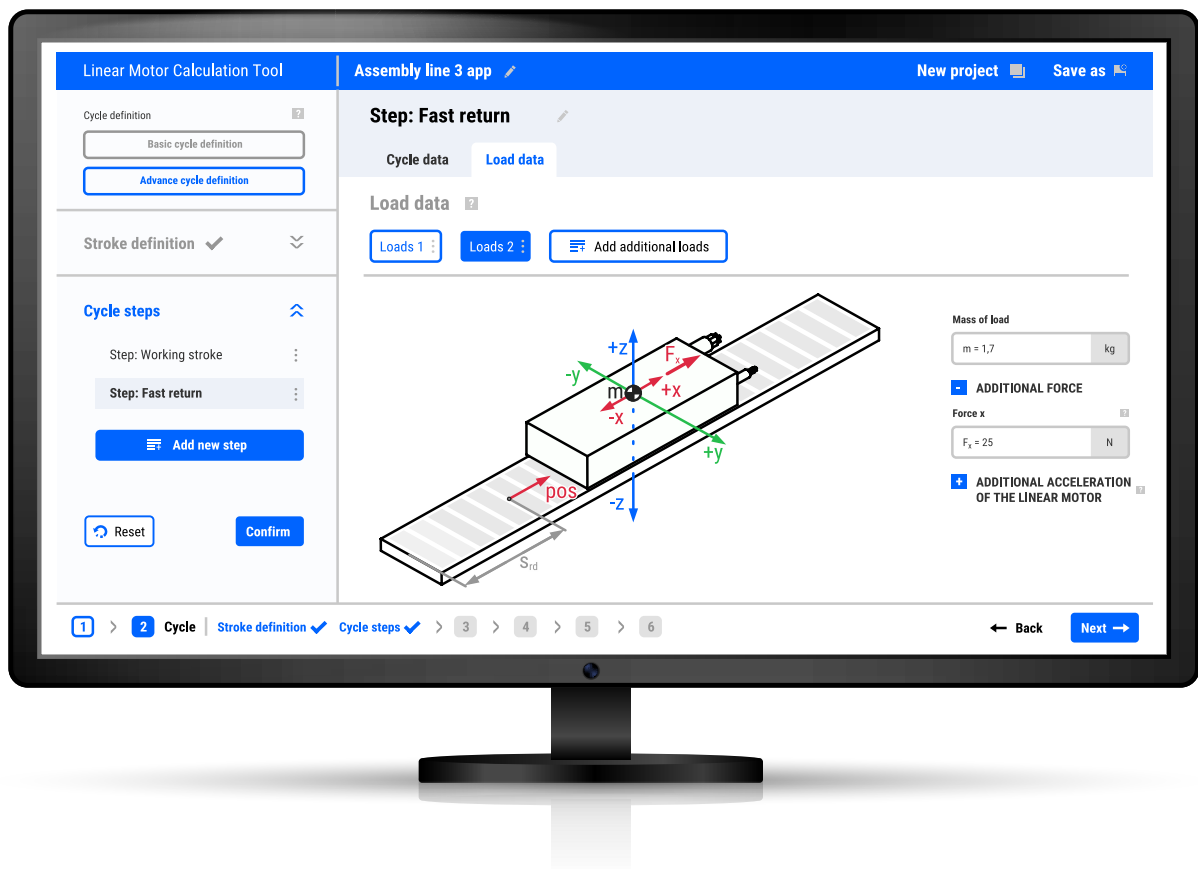 Linear Motor Calculation Tool
Assembly line 3 app
New project
Save as
Cycle definition ?
Basic cycle definition
Advance cycle definition
Stroke definition
Cycle steps
Step: Working stroke
Step: Fast return
Add new step
Reset
Confirm
Step: Fast return
Cycle data
Load data
Load data ?
Loads 1
Loads 2
Add additional loads
+z
Fx
-y
m
+x
-x
+y
pos
-z
Srd
Mass of load
m = 1,7 kg
- ADDITIONAL FORCE
Force x ?
Fx = 25 N
+ ADDITIONAL ACCELERATION
OF THE LINEAR MOTOR ?
1 > 2 Cycle | Stroke definition Cycle steps > 3 > 4 > 5 > 6
← Back
Next →